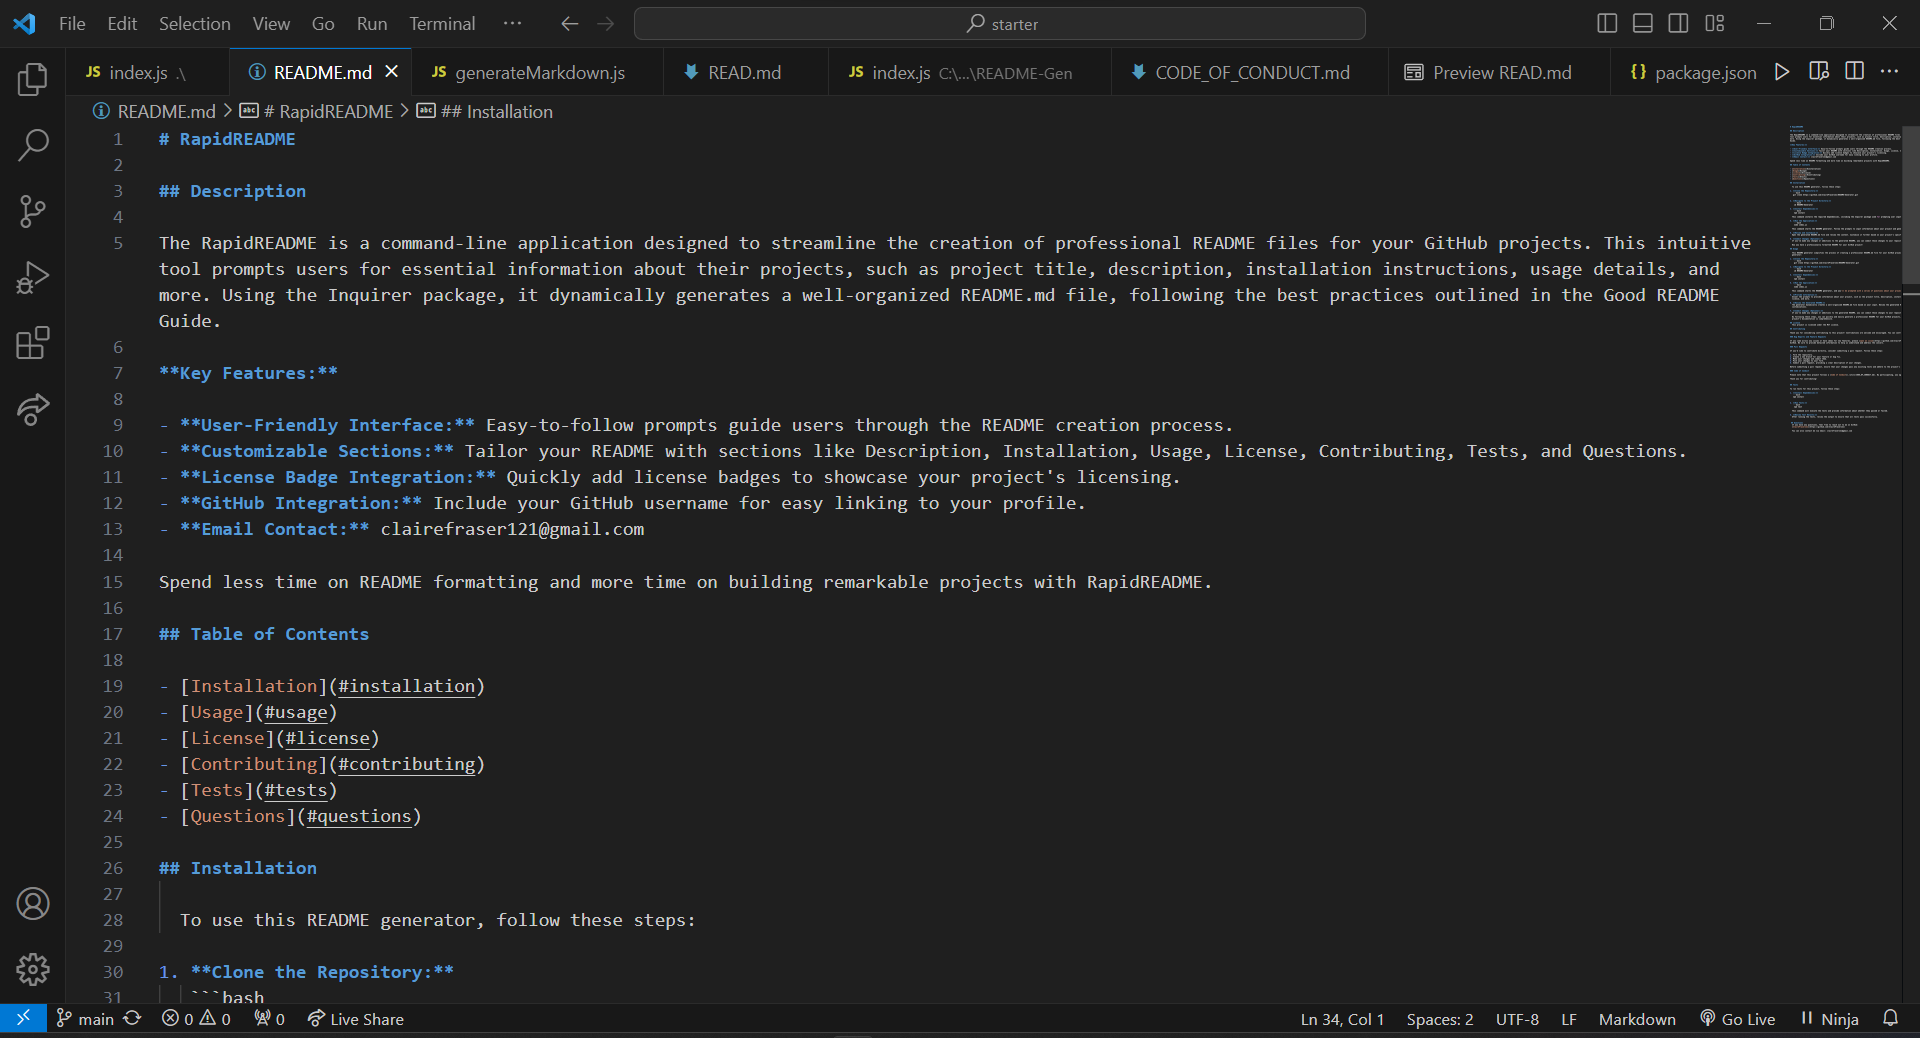 File Edit Selection View Go Run Terminal ··· starter
JS index.js .\ README.md JS generateMarkdown.js READ.md JS index.js C:\...\README-Gen CODE_OF_CONDUCT.md Preview READ.md {} package.json
README.md > # RapidREADME > ## Installation
1 # RapidREADME
2
3 ## Description
4
5 The RapidREADME is a command-line application designed to streamline the creation of professional README files for your GitHub projects. This intuitive
tool prompts users for essential information about their projects, such as project title, description, installation instructions, usage details, and
more. Using the Inquirer package, it dynamically generates a well-organized README.md file, following the best practices outlined in the Good README
Guide.
6
7 **Key Features:**
8
9 - **User-Friendly Interface:** Easy-to-follow prompts guide users through the README creation process.
10 - **Customizable Sections:** Tailor your README with sections like Description, Installation, Usage, License, Contributing, Tests, and Questions.
11 - **License Badge Integration:** Quickly add license badges to showcase your project's licensing.
12 - **GitHub Integration:** Include your GitHub username for easy linking to your profile.
13 - **Email Contact:** clairefraser121@gmail.com
14
15 Spend less time on README formatting and more time on building remarkable projects with RapidREADME.
16
17 ## Table of Contents
18
19 - [Installation](#installation)
20 - [Usage](#usage)
21 - [License](#license)
22 - [Contributing](#contributing)
23 - [Tests](#tests)
24 - [Questions](#questions)
25
26 ## Installation
27
28 To use this README generator, follow these steps:
29
30 1. **Clone the Repository:**
31 ```bash
main 0 0 0 Live Share Ln 34, Col 1 Spaces: 2 UTF-8 LF Markdown Go Live Ninja